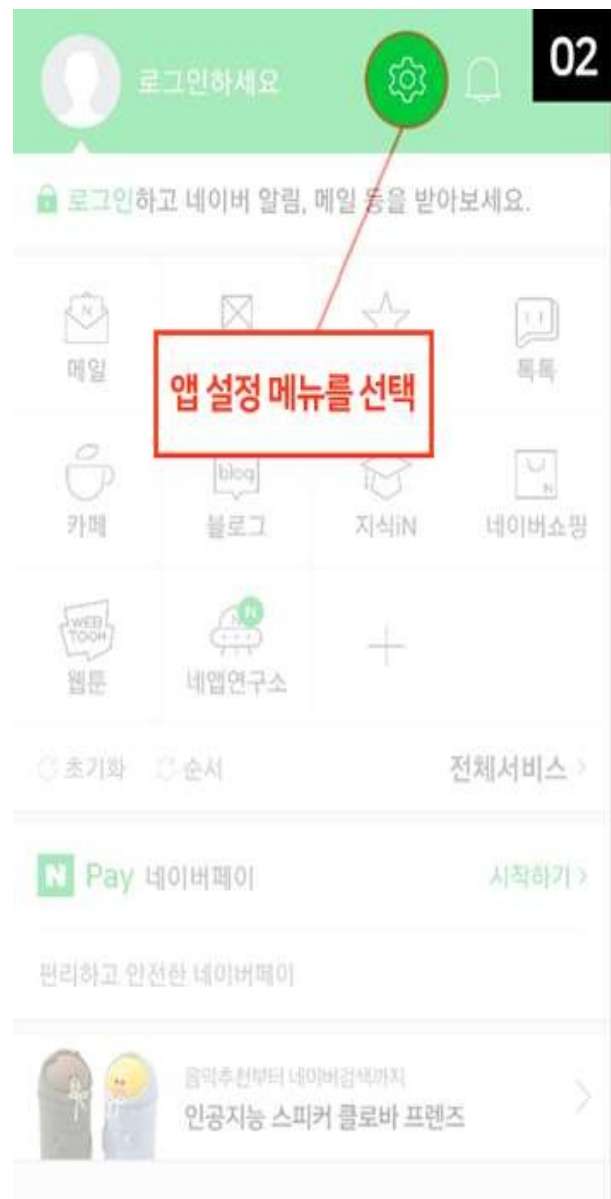 02
로그인하세요
로그인하고 네이버 알림, 메일 등을 받아보세요.
N
메일
톡톡
앱 설정 메뉴를 선택
카페
blog
블로그
지식iN
N
네이버쇼핑
WEB
TOON
웹툰
N
네앱연구소
초기화 순서 전체서비스 >
N Pay 네이버페이 시작하기 >
편리하고 안전한 네이버페이
음악추천부터 네이버검색까지
인공지능 스피커 클로바 프렌즈